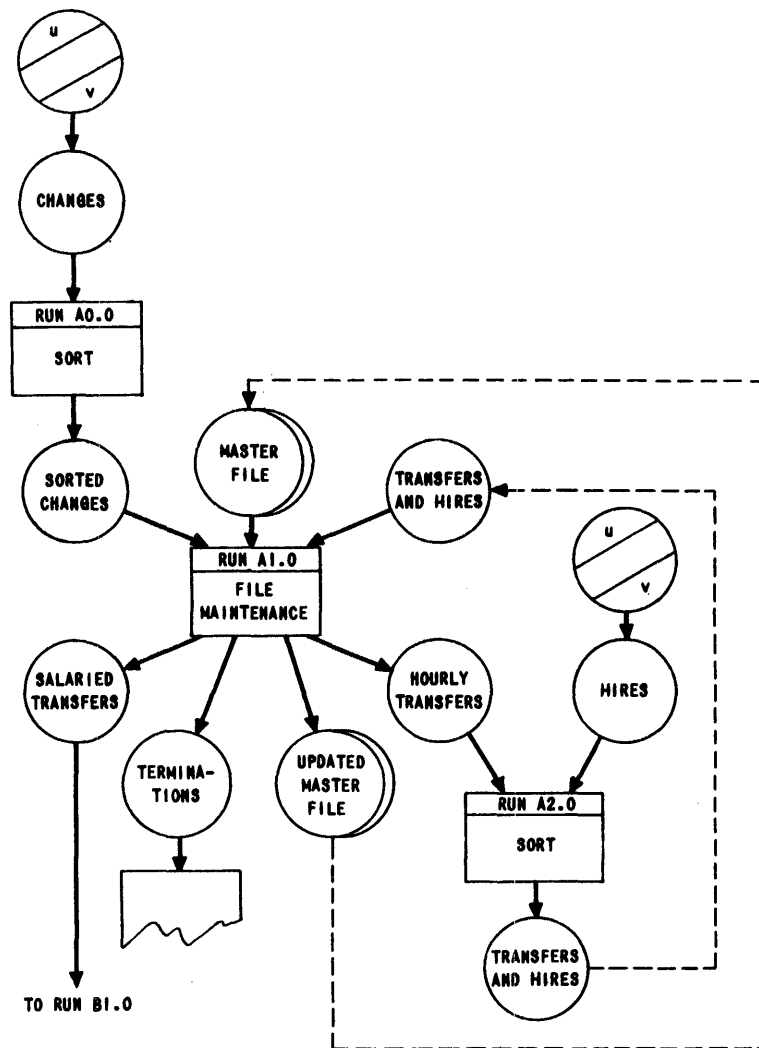 u
v
CHANGES
RUN A0.0
SORT
SORTED
CHANGES
MASTER
FILE
TRANSFERS
AND HIRES
RUN A1.0
FILE
MAINTENANCE
u
v
SALARIED
TRANSFERS
HOURLY
TRANSFERS
HIRES
TERMINA-
TIONS
UPDATED
MASTER
FILE
RUN A2.0
SORT
TRANSFERS
AND HIRES
TO RUN B1.0